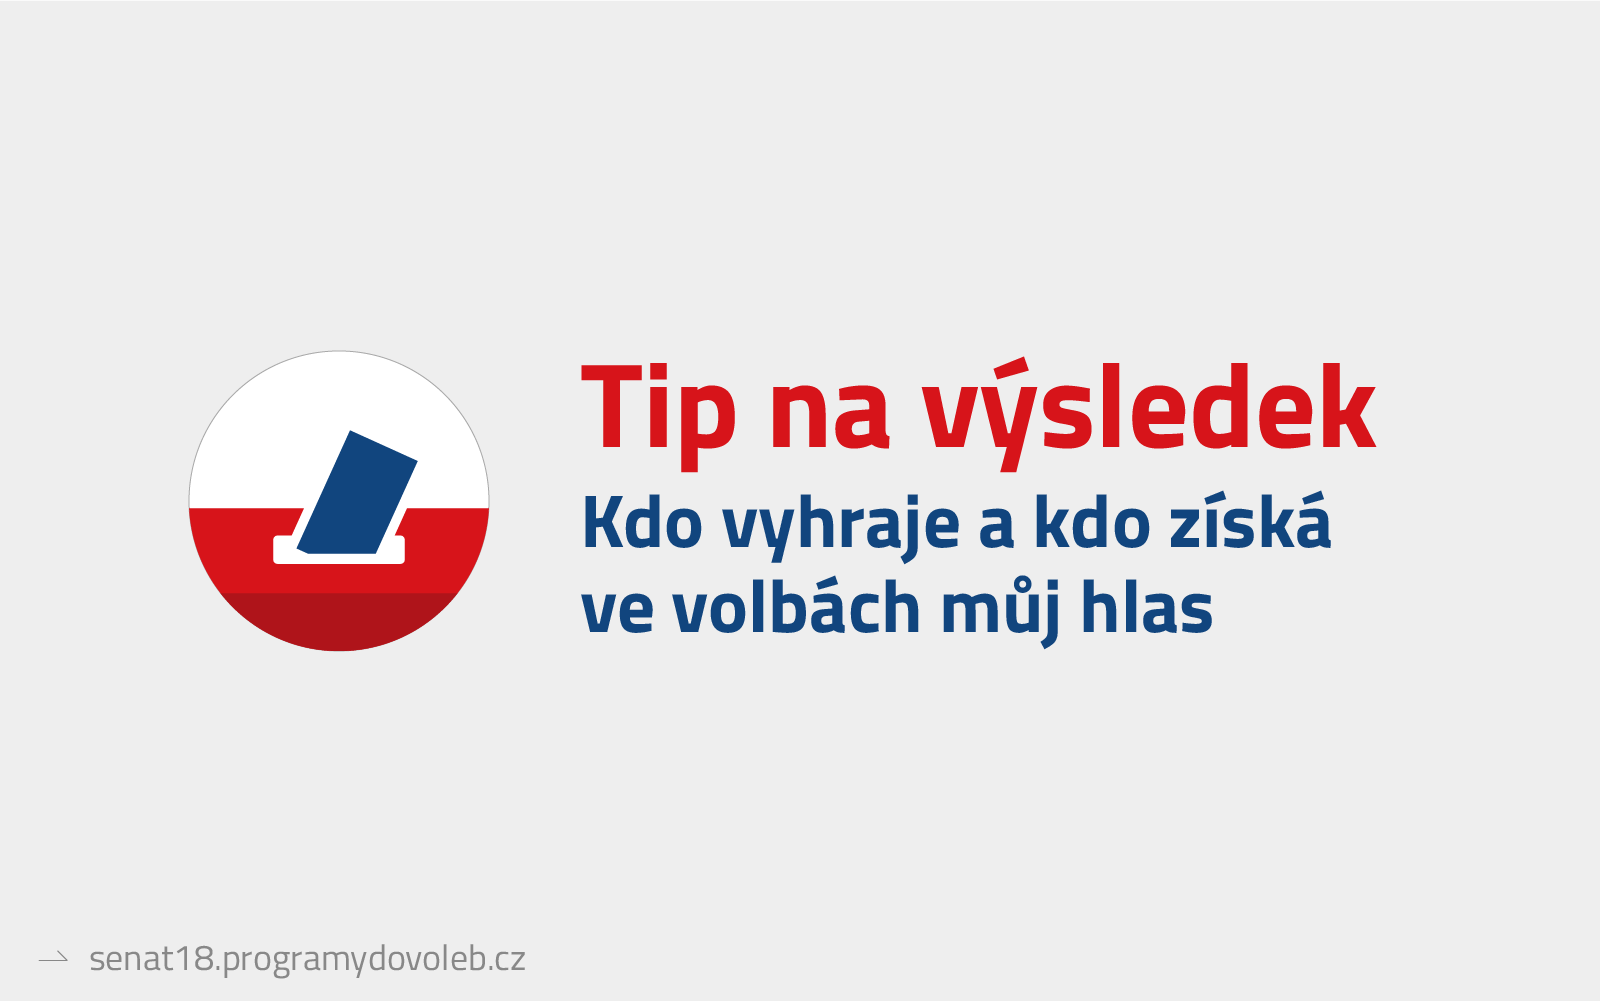 Tip na výsledek
Kdo vyhraje a kdo získá
ve volbách můj hlas
senat18.programydovoleb.cz